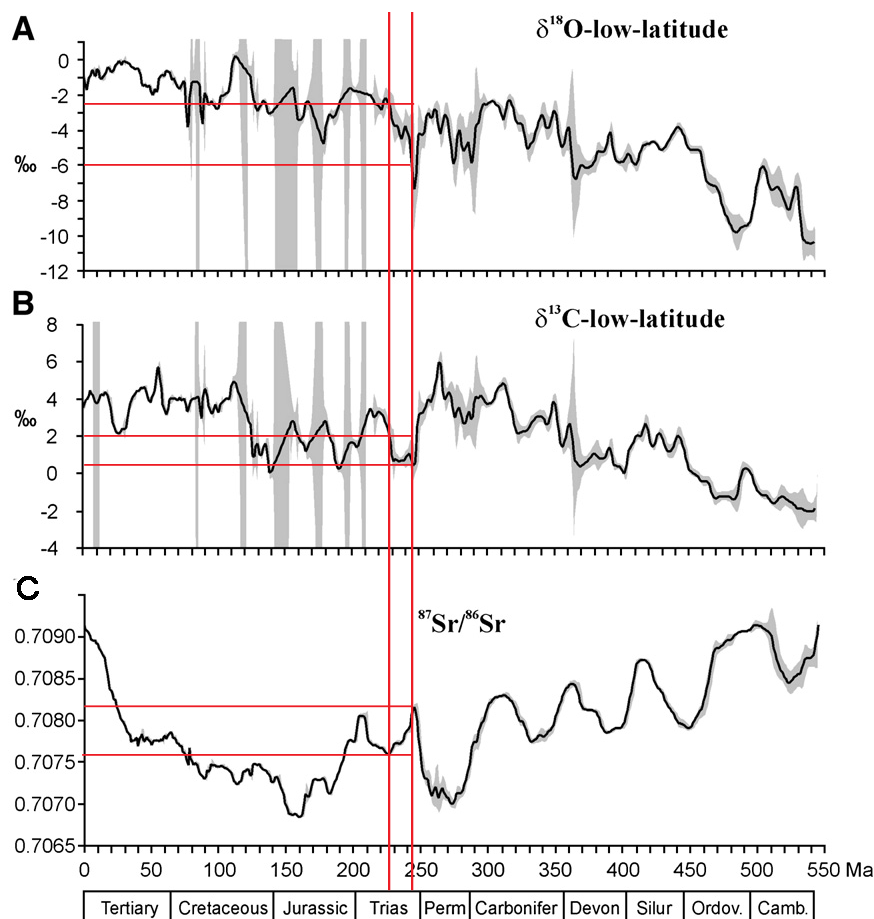 A
δ18O-low-latitude
0
-2
-4
‰
-6
-8
-10
-12
B
δ13C-low-latitude
8
6
4
‰
2
0
-2
-4
C
87Sr/86Sr
0.7090
0.7085
0.7080
0.7075
0.7070
0.7065
0 50 100 150 200 250 300 350 400 450 500 550 Ma
Tertiary Cretaceous Jurassic Trias Perm Carbonifer Devon Silur Ordov. Camb.